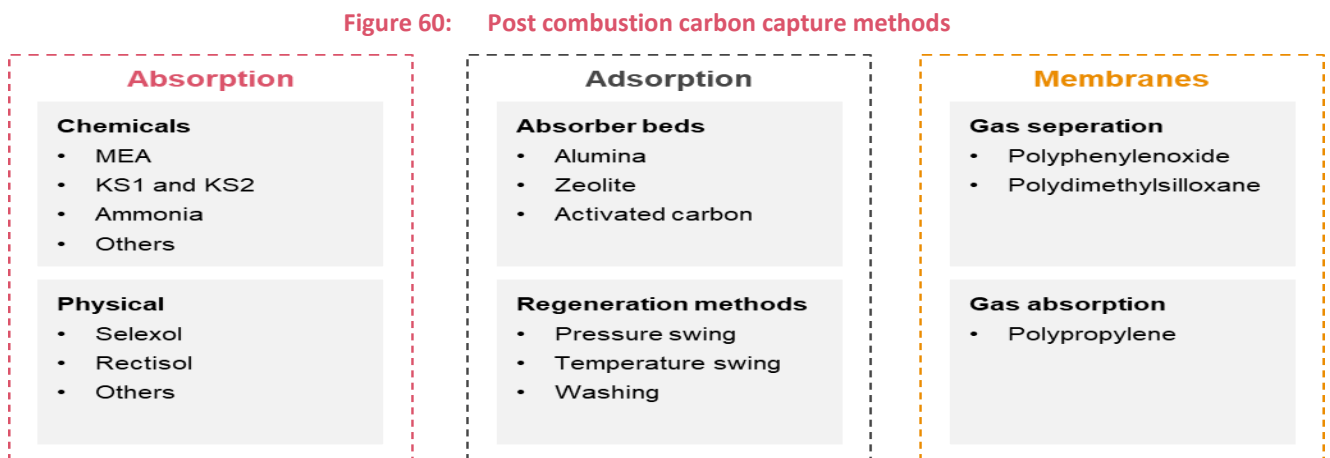 Figure 60: Post combustion carbon capture methods
Absorption
Chemicals
• MEA
• KS1 and KS2
• Ammonia
• Others
Physical
• Selexol
• Rectisol
• Others
Adsorption
Absorber beds
• Alumina
• Zeolite
• Activated carbon
Regeneration methods
• Pressure swing
• Temperature swing
• Washing
Membranes
Gas seperation
• Polyphenylenoxide
• Polydimethylsilloxane
Gas absorption
• Polypropylene